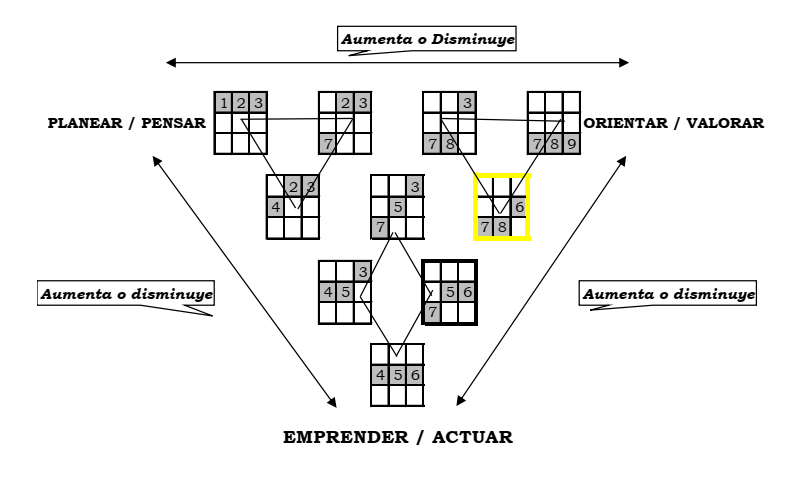 Aumenta o Disminuye
PLANEAR / PENSAR
1 2 3
2 3
7
3
7 8
7 8 9
ORIENTAR / VALORAR
2 3
4
3
5
7
6
7 8
Aumenta o disminuye
3
4 5
5 6
7
Aumenta o disminuye
4 5 6
EMPRENDER / ACTUAR